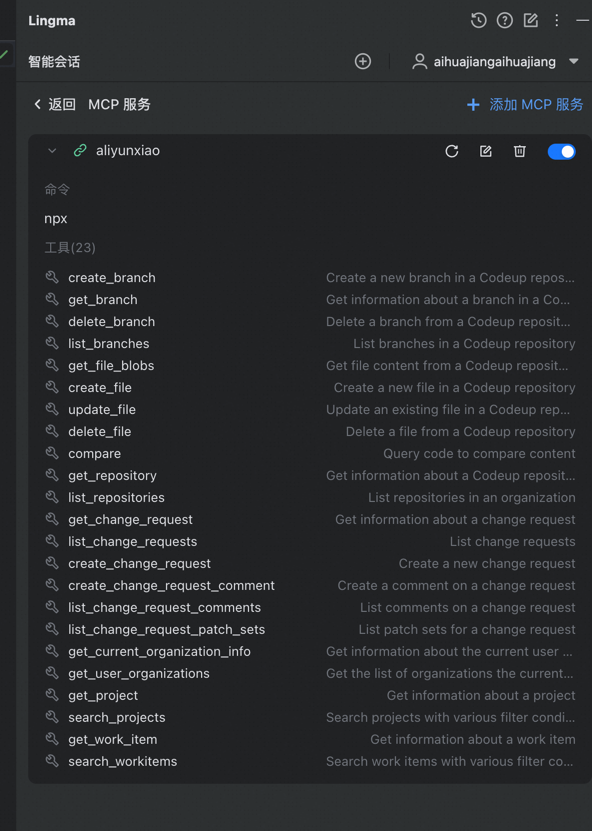 Lingma
智能会话 aihuajiangaihuajiang
返回 MCP 服务 添加 MCP 服务
aliyunxiao
命令
npx
工具(23)
create_branch Create a new branch in a Codeup repos...
get_branch Get information about a branch in a Co...
delete_branch Delete a branch from a Codeup reposit...
list_branches List branches in a Codeup repository
get_file_blobs Get file content from a Codeup reposit...
create_file Create a new file in a Codeup repository
update_file Update an existing file in a Codeup rep...
delete_file Delete a file from a Codeup repository
compare Query code to compare content
get_repository Get information about a Codeup reposit...
list_repositories List repositories in an organization
get_change_request Get information about a change request
list_change_requests List change requests
create_change_request Create a new change request
create_change_request_comment Create a comment on a change request
list_change_request_comments List comments on a change request
list_change_request_patch_sets List patch sets for a change request
get_current_organization_info Get information about the current user ...
get_user_organizations Get the list of organizations the current...
get_project Get information about a project
search_projects Search projects with various filter condi...
get_work_item Get information about a work item
search_workitems Search work items with various filter co...